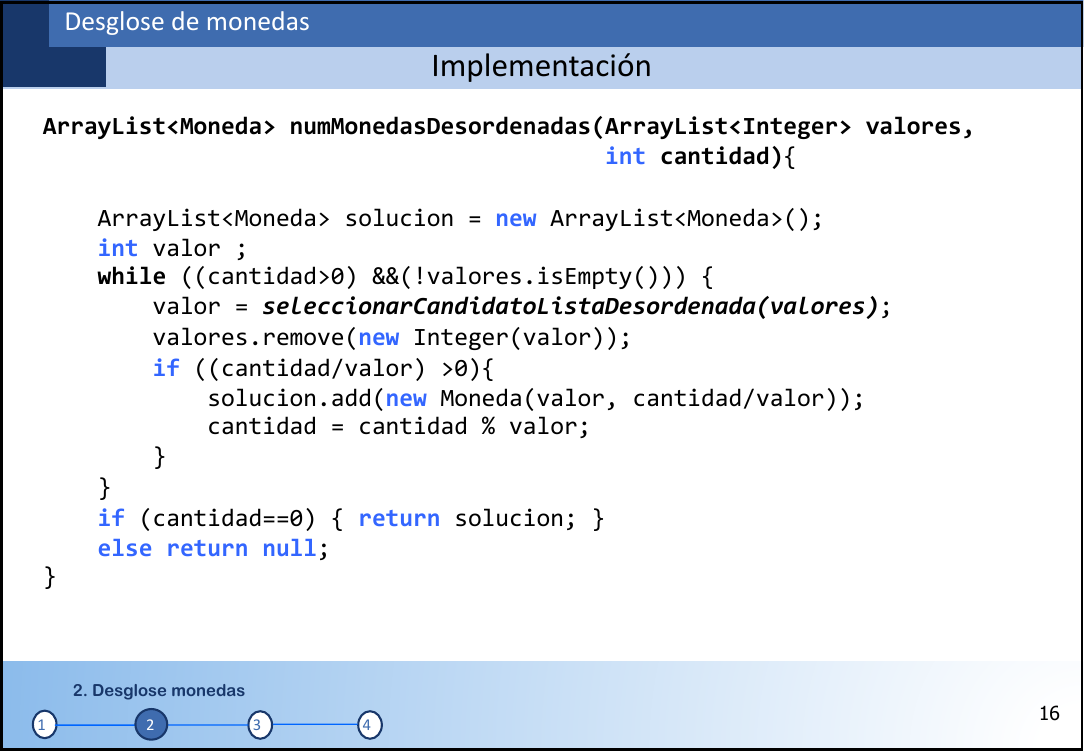 Desglose de monedas
Implementación
ArrayList<Moneda> numMonedasDesordenadas(ArrayList<Integer> valores,
int cantidad){
ArrayList<Moneda> solucion = new ArrayList<Moneda>();
int valor ;
while ((cantidad>0) &&(!valores.isEmpty())) {
valor = seleccionarCandidatoListaDesordenada(valores);
valores.remove(new Integer(valor));
if ((cantidad/valor) >0){
solucion.add(new Moneda(valor, cantidad/valor));
cantidad = cantidad % valor;
}
}
if (cantidad==0) { return solucion; }
else return null;
}
2. Desglose monedas
1 2 3 4
16